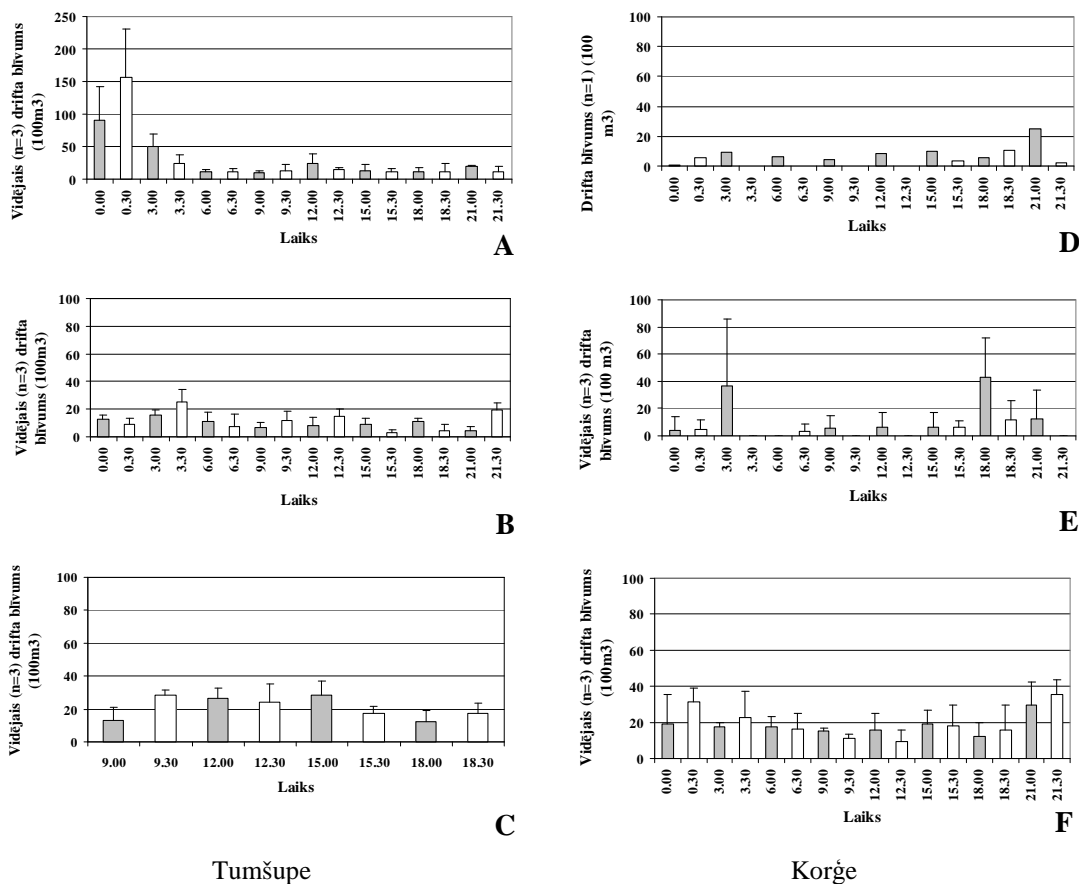 Vidējais (n=3) drifta blīvums
(100m3)
250
200
150
100
50
0
0.00 0.30 3.00 3.30 6.00 6.30 9.00 9.30 12.00 12.30 15.00 15.30 18.00 18.30 21.00 21.30
Laiks
A
Vidējais (n=3) drifta
blīvums (100m3)
100
80
60
40
20
0
0.00 0.30 3.00 3.30 6.00 6.30 9.00 9.30 12.00 12.30 15.00 15.30 18.00 18.30 21.00 21.30
Laiks
B
Vidējais (n=3) drifta blīvums
(100m3)
100
80
60
40
20
0
9.00 9.30 12.00 12.30 15.00 15.30 18.00 18.30
Laiks
C
Tumšupe
Drifta blīvums (n=1) (100
m3)
100
80
60
40
20
0
0.00 0.30 3.00 3.30 6.00 6.30 9.00 9.30 12.00 12.30 15.00 15.30 18.00 18.30 21.00 21.30
Laiks
D
Vidējais (n=3) drifta
blīvums (100 m3)
100
80
60
40
20
0
0.00 0.30 3.00 3.30 6.00 6.30 9.00 9.30 12.00 12.30 15.00 15.30 18.00 18.30 21.00 21.30
Laiks
E
Vidējais (n=3) drifta blīvums
(100m3)
100
80
60
40
20
0
0.00 0.30 3.00 3.30 6.00 6.30 9.00 9.30 12.00 12.30 15.00 15.30 18.00 18.30 21.00 21.30
Laiks
F
Korģe